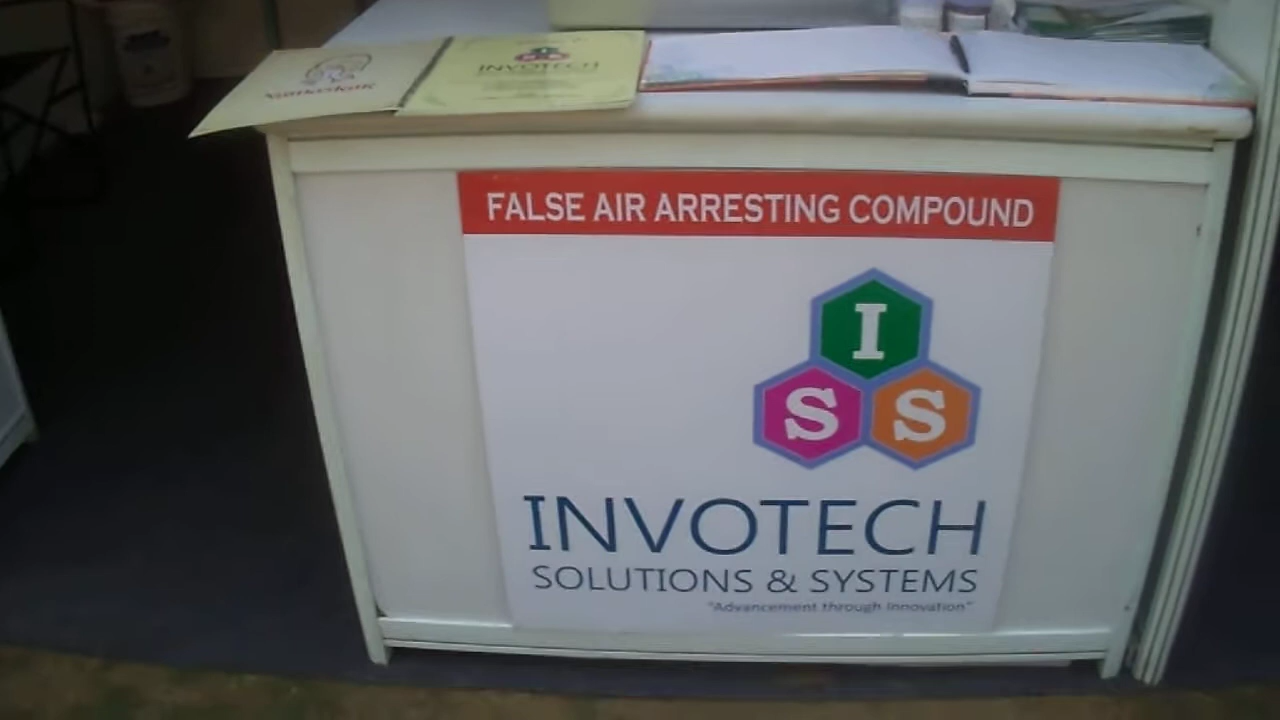 INVOTECH
FALSE AIR ARRESTING COMPOUND
I
S S
INVOTECH
SOLUTIONS & SYSTEMS
"Advancement through Innovation"